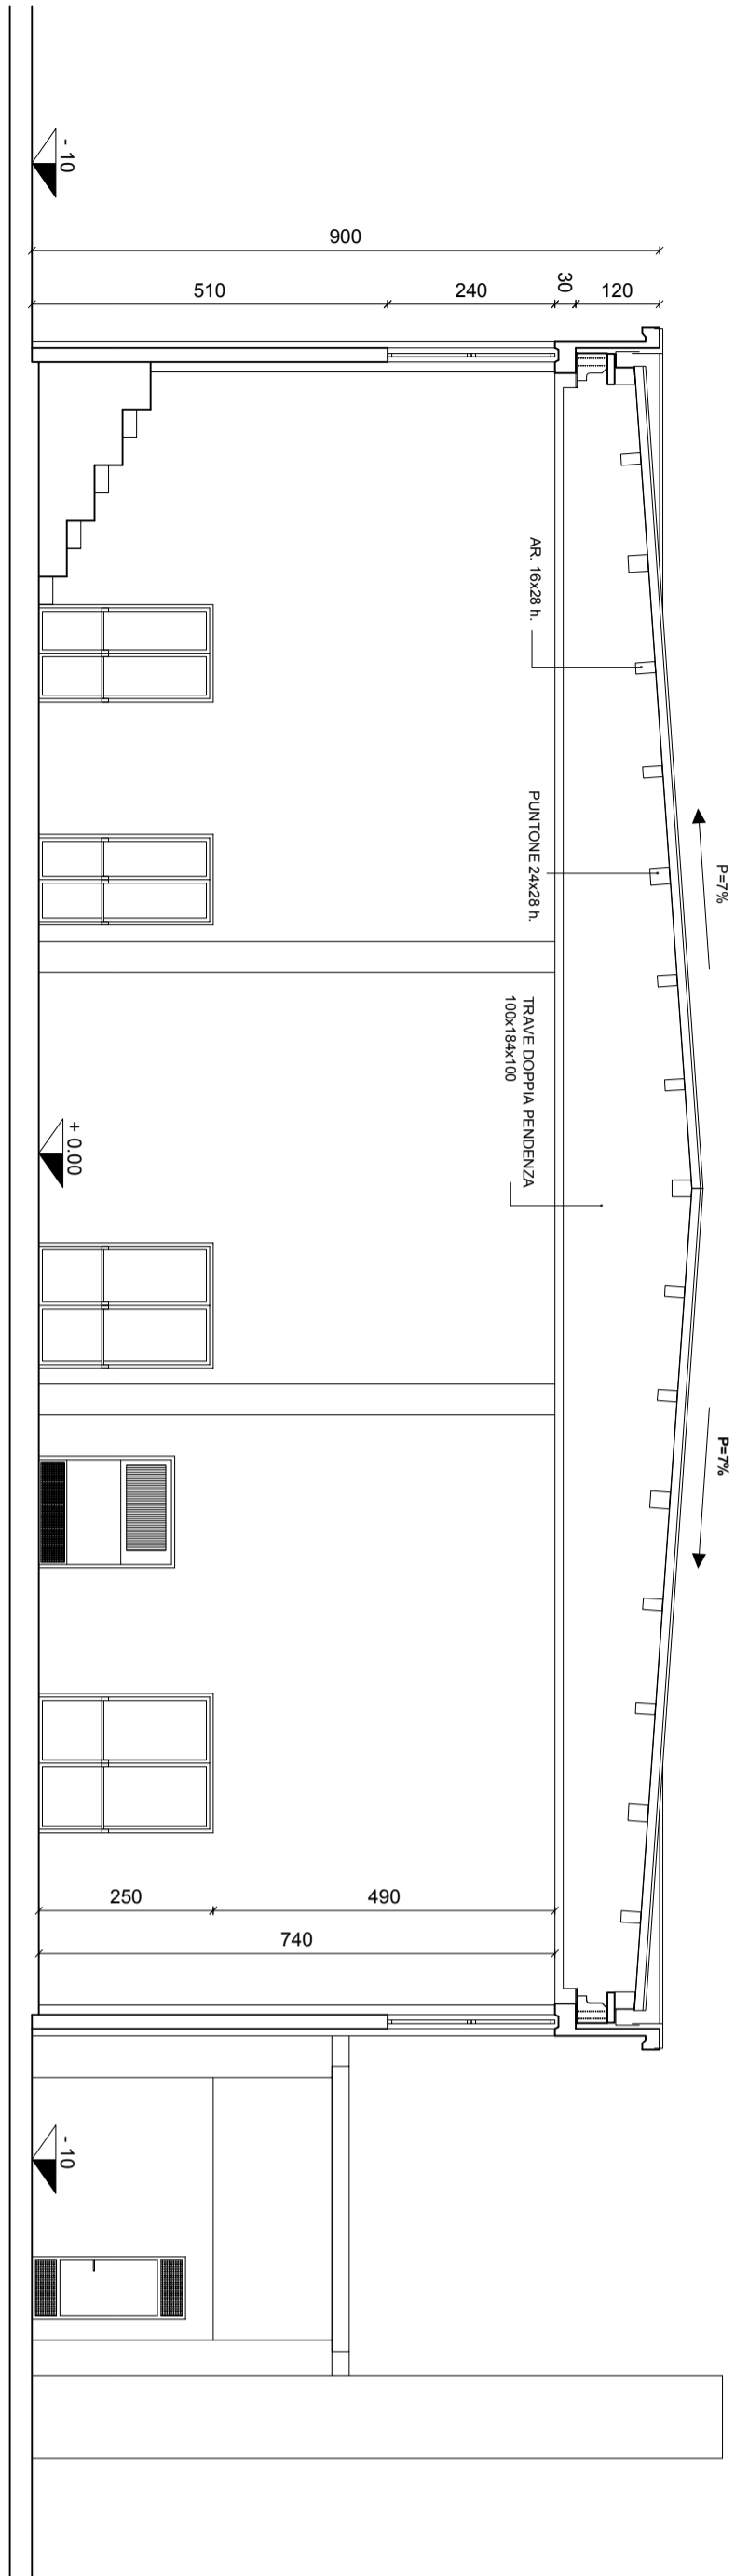 - 10
900
510
240
30
120
AR. 16x28 h.
PUNTONE 24x28 h.
P=7%
TRAVE DOPPIA PENDENZA
100x184x100
+ 0.00
P=7%
250
490
740
- 10